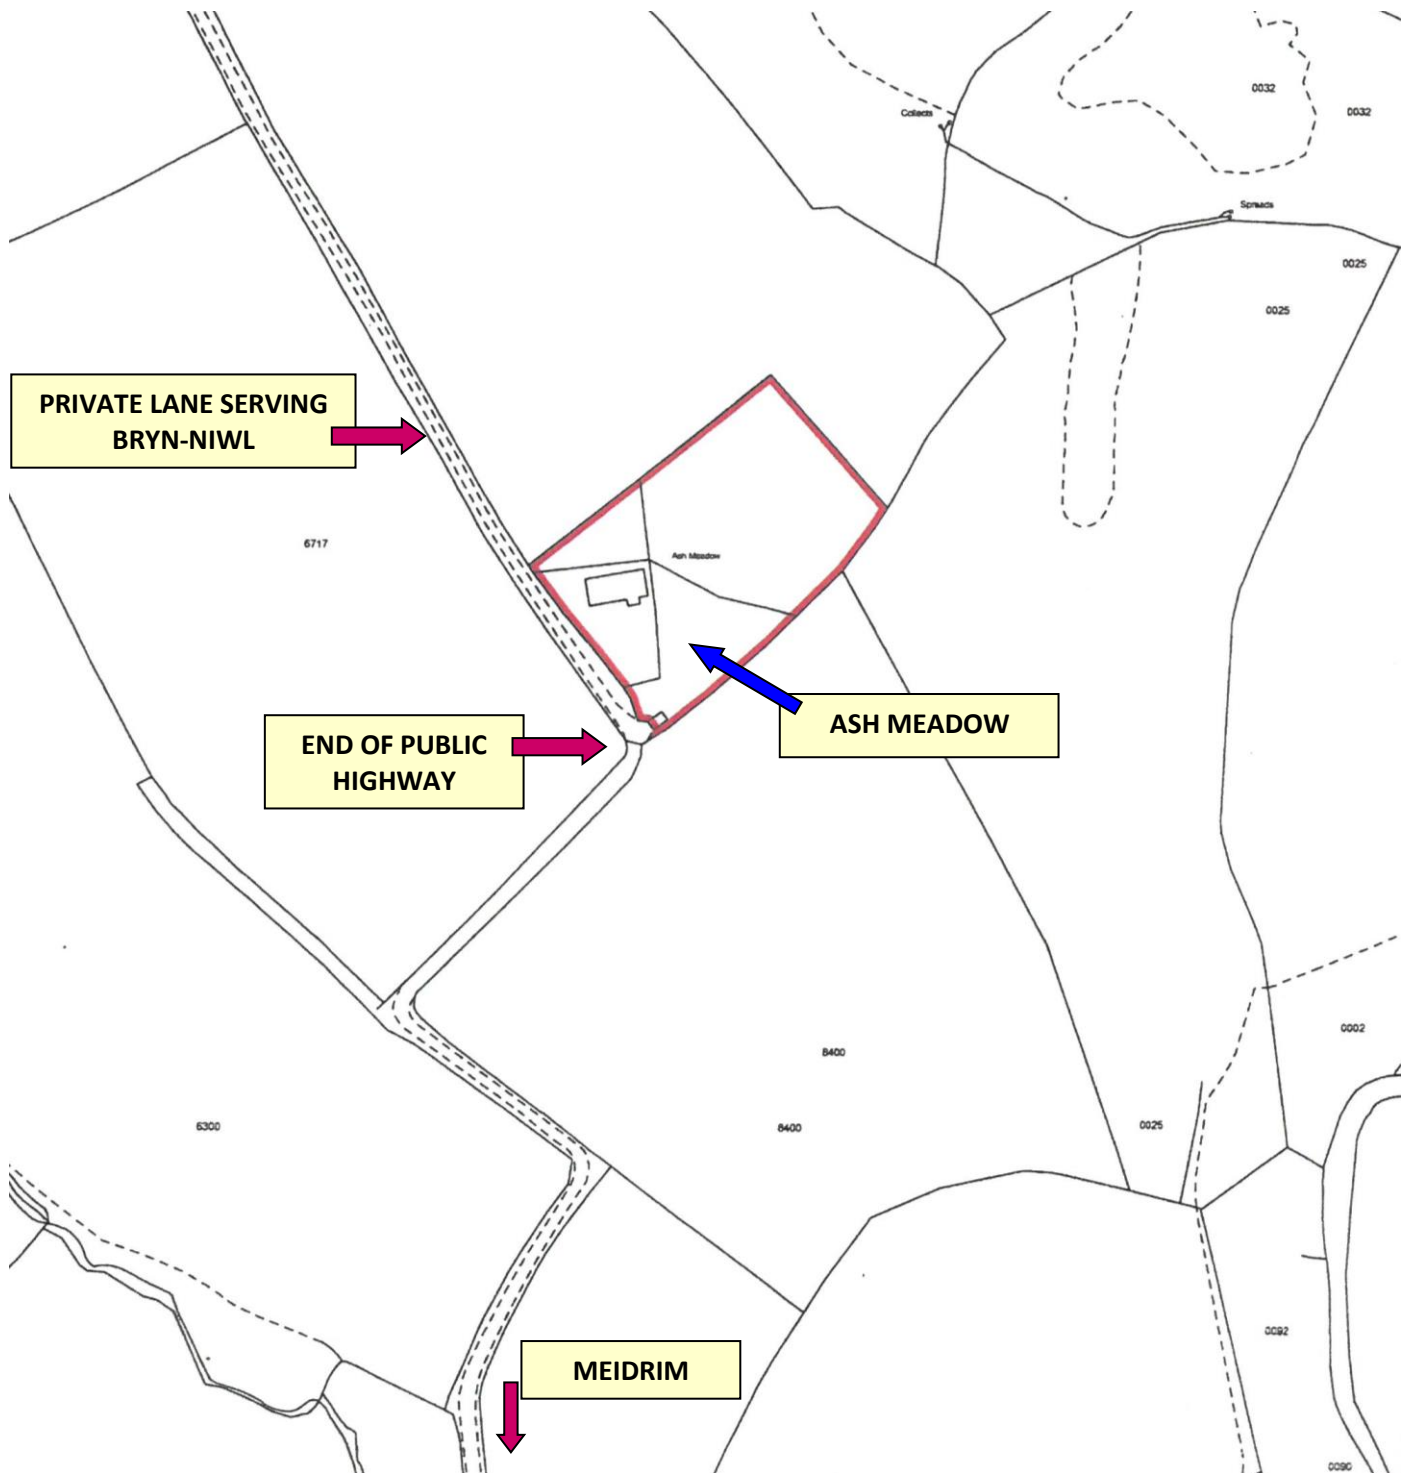 0032
0032
Collects
Spreads
0025
0025
PRIVATE LANE SERVING
BRYN-NIWL
6717
Ash Meadow
ASH MEADOW
END OF PUBLIC
HIGHWAY
0002
8400
6300
8400
0025
0092
MEIDRIM
0090